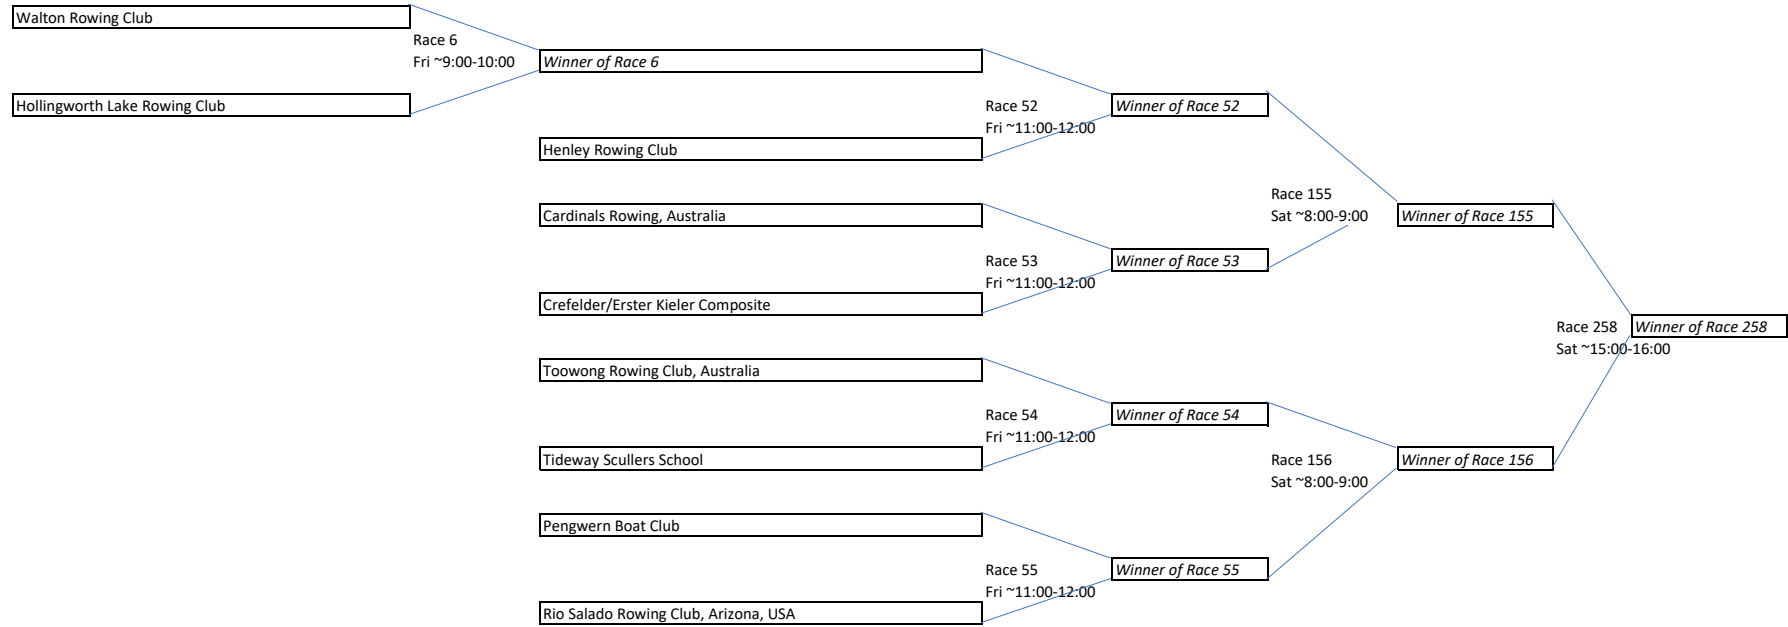 Walton Rowing Club
Race 6
Fri ~9:00-10:00
Winner of Race 6
Hollingworth Lake Rowing Club
Race 52
Fri ~11:00-12:00
Winner of Race 52
Henley Rowing Club
Race 155
Sat ~8:00-9:00
Winner of Race 155
Cardinals Rowing, Australia
Race 53
Fri ~11:00-12:00
Winner of Race 53
Crefelder/Erster Kieler Composite
Race 258
Sat ~15:00-16:00
Winner of Race 258
Toowong Rowing Club, Australia
Race 54
Fri ~11:00-12:00
Winner of Race 54
Tideway Scullers School
Race 156
Sat ~8:00-9:00
Winner of Race 156
Pengwern Boat Club
Race 55
Fri ~11:00-12:00
Winner of Race 55
Rio Salado Rowing Club, Arizona, USA